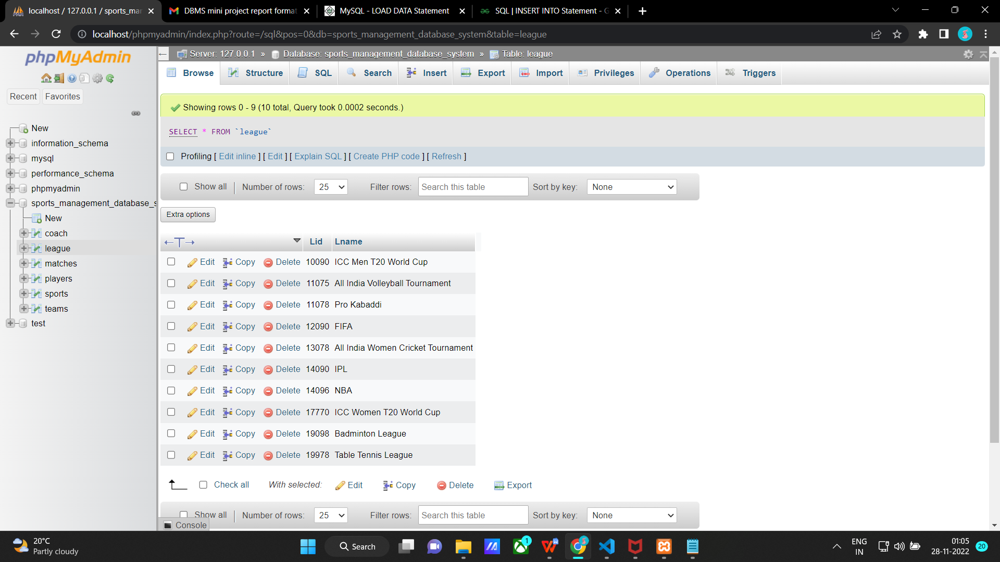 localhost / 127.0.0.1 / sports_mar
DBMS mini project report format
MySQL - LOAD DATA Statement
SQL | INSERT INTO Statement - G
localhost/phpmyadmin/index.php?route=/sql&pos=0&db=sports_management_database_system&table=league
phpMyAdmin
Server: 127.0.0.1 » Database: sports_management_database_system » Table: league
Browse Structure SQL Search Insert Export Import Privileges Operations Triggers
Recent Favorites
New
information_schema
mysql
performance_schema
phpmyadmin
sports_management_database_s
New
coach
league
matches
players
sports
teams
test
Showing rows 0 - 9 (10 total, Query took 0.0002 seconds.)
SELECT * FROM `league`
Profiling [ Edit inline ] [ Edit ] [ Explain SQL ] [ Create PHP code ] [ Refresh ]
Show all | Number of rows: 25 Filter rows: Search this table Sort by key: None
Extra options
←T→ Lid Lname
Edit Copy Delete 10090 ICC Men T20 World Cup
Edit Copy Delete 11075 All India Volleyball Tournament
Edit Copy Delete 11078 Pro Kabaddi
Edit Copy Delete 12090 FIFA
Edit Copy Delete 13078 All India Women Cricket Tournament
Edit Copy Delete 14090 IPL
Edit Copy Delete 14096 NBA
Edit Copy Delete 17770 ICC Women T20 World Cup
Edit Copy Delete 19098 Badminton League
Edit Copy Delete 19978 Table Tennis League
Check all With selected: Edit Copy Delete Export
Show all | Number of rows: 25 Filter rows: Search this table Sort by key: None
Console
20°C
Partly cloudy
Search
1
ENG
IN
01:05
28-11-2022
20